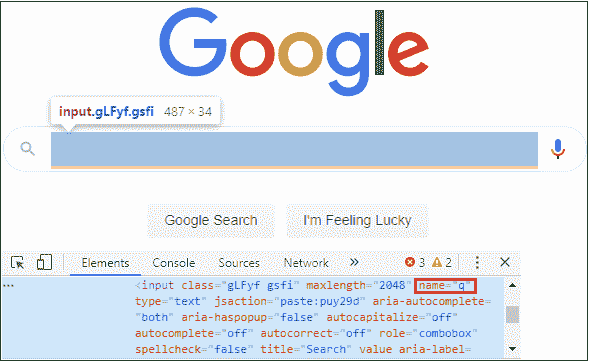 Google
input.gLFyf.gsfi 487 × 34
Google Search I'm Feeling Lucky
Elements Console Sources Network » 3 2
... <input class="gLFyf gsfi" maxlength="2048" name="q"
type="text" jsaction="paste:puy29d" aria-autocomplete=
"both" aria-haspopup="false" autocapitalize="off"
autocomplete="off" autocorrect="off" role="combobox"
spellcheck="false" title="Search" value aria-label=